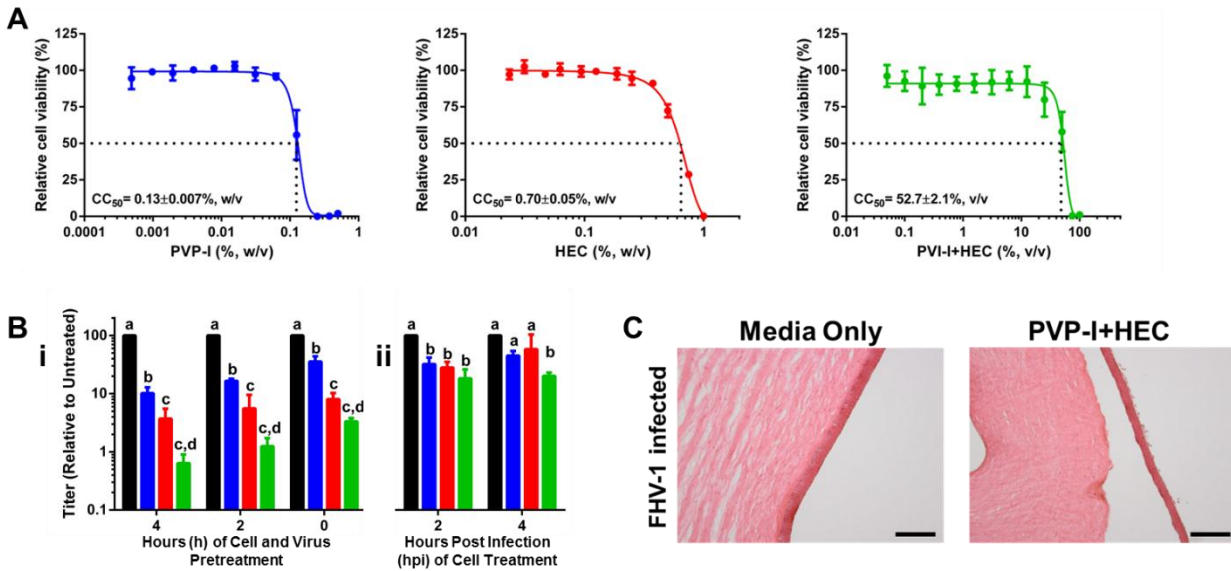 A
Relative cell viability (%)
125
100
75
50
25
0
CC50= 0.13±0.007%, w/v
0.0001 0.001 0.01 0.1 1
PVP-I (%, w/v)
Relative cell viability (%)
125
100
75
50
25
0
CC50= 0.70±0.05%, w/v
0.01 0.1 1 2
HEC (%, w/v)
Relative cell viability (%)
125
100
75
50
25
0
CC50= 52.7±2.1%, v/v
0.01 0.1 1 10 100
PVI-I+HEC (%, v/v)
B
i
Titer (Relative to Untreated)
100
10
1
0.1
a b c c,d
a b c c,d
a b c c,d
4 2 0
Hours (h) of Cell and Virus
Pretreatment
ii
a b b b
a a a b
2 4
Hours Post Infection
(hpi) of Cell Treatment
C
Media Only
PVP-I+HEC
FHV-1 infected